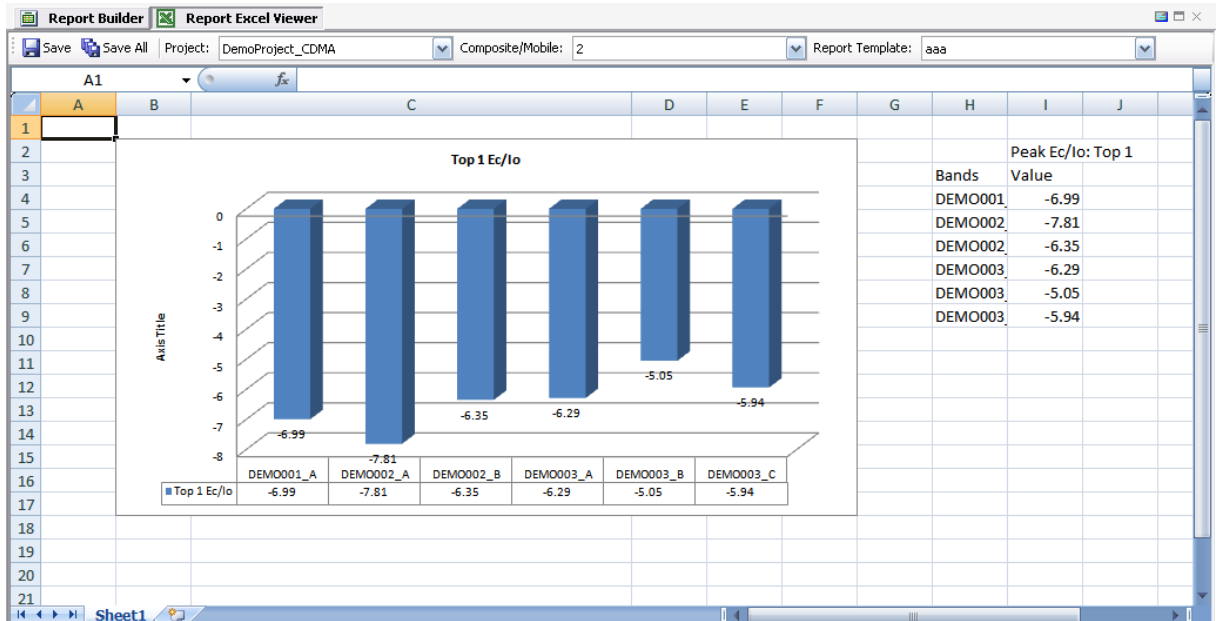 Report Builder Report Excel Viewer
Save Save All Project: DemoProject_CDMA Composite/Mobile: 2 Report Template: aaa
A1 fx
A B C D E F G H I J
1
2 Peak Ec/Io: Top 1
3 Bands Value
4 DEMO001_ -6.99
5 DEMO002_ -7.81
6 DEMO002_ -6.35
7 DEMO003_ -6.29
8 DEMO003_ -5.05
9 DEMO003_ -5.94
10
11
12
13
14
15
16
17
18
19
20
21
Top 1 Ec/Io
Axis Title
0
-1
-2
-3
-4
-5
-6
-7
-8
-6.99 -7.81 -6.35 -6.29 -5.05 -5.94
DEMO001_A DEMO002_A DEMO002_B DEMO003_A DEMO003_B DEMO003_C
Top 1 Ec/Io -6.99 -7.81 -6.35 -6.29 -5.05 -5.94
Sheet1